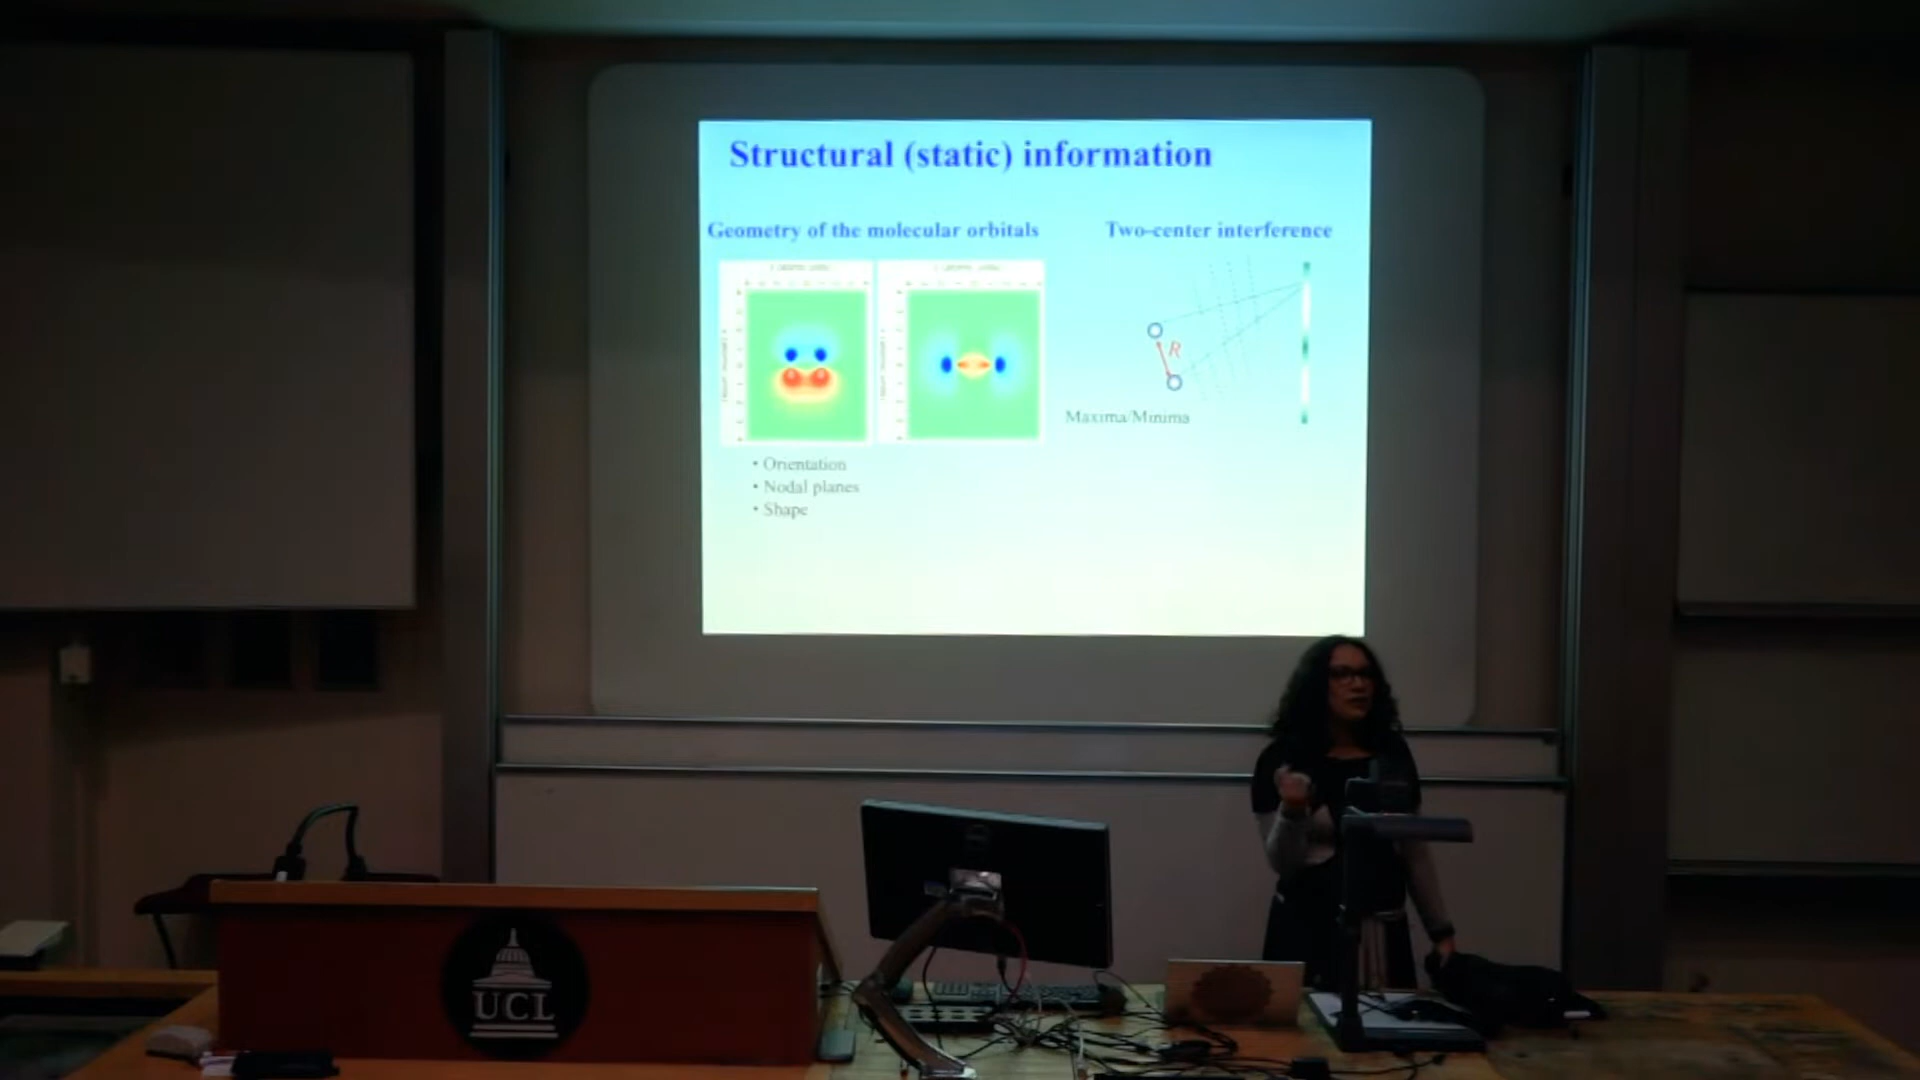 Structural (static) information
Geometry of the molecular orbitals
Two-center interference
R
Maxima/Minima
• Orientation
• Nodal planes
• Shape
UCL